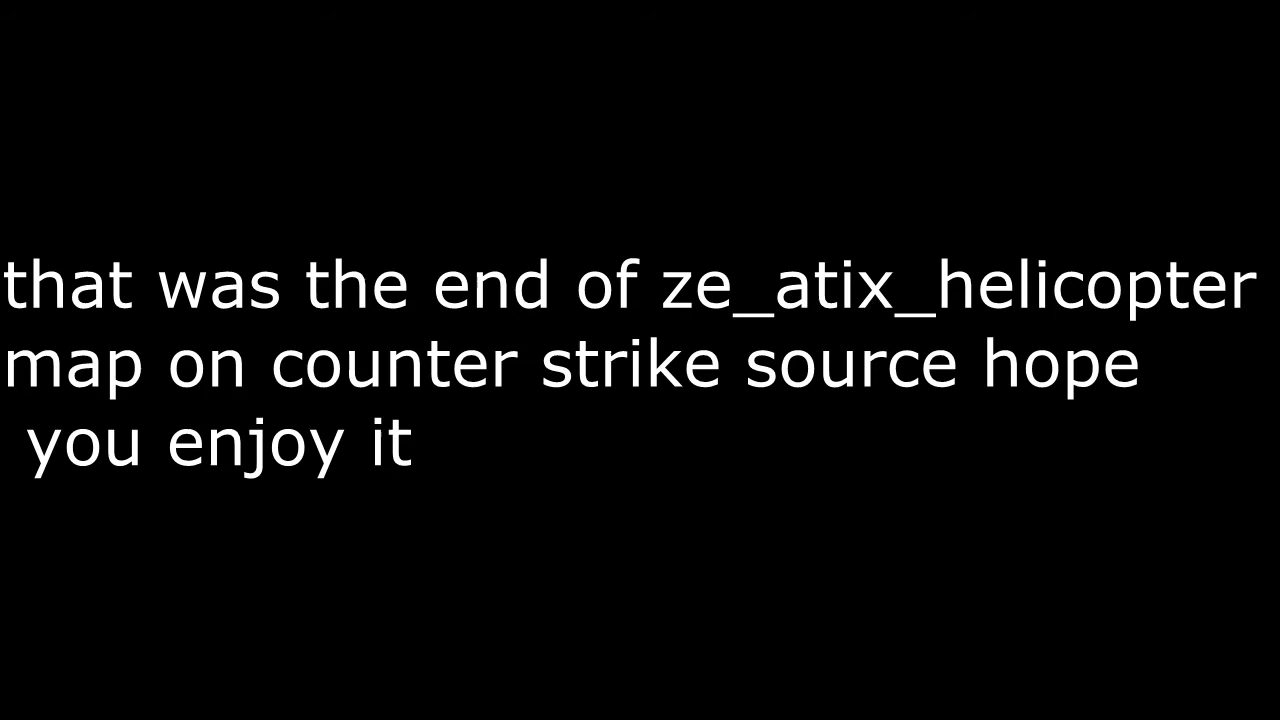 that was the end of ze_atix_helicopter
map on counter strike source hope
you enjoy it